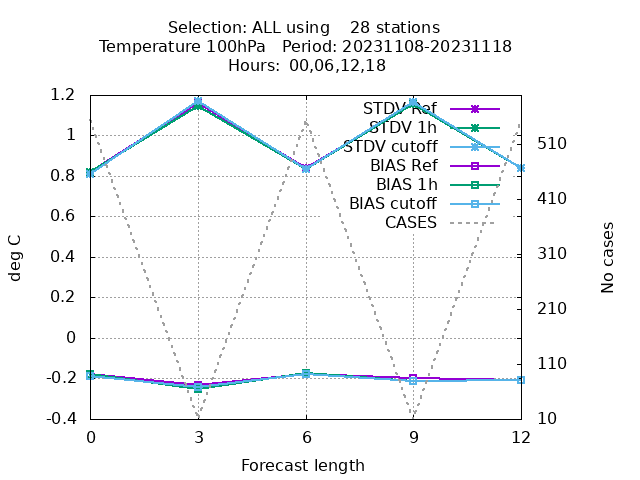 Selection: ALL using    28 stations
Temperature 100hPa   Period: 20231108-20231118
Hours:  00,06,12,18
1.2
1
0.8
0.6
0.4
0.2
0
-0.2
-0.4
deg C
STDV Ref
STDV 1h
STDV cutoff
BIAS Ref
BIAS 1h
BIAS cutoff
CASES
510
410
310
210
110
10
No cases
0 3 6 9 12
Forecast length